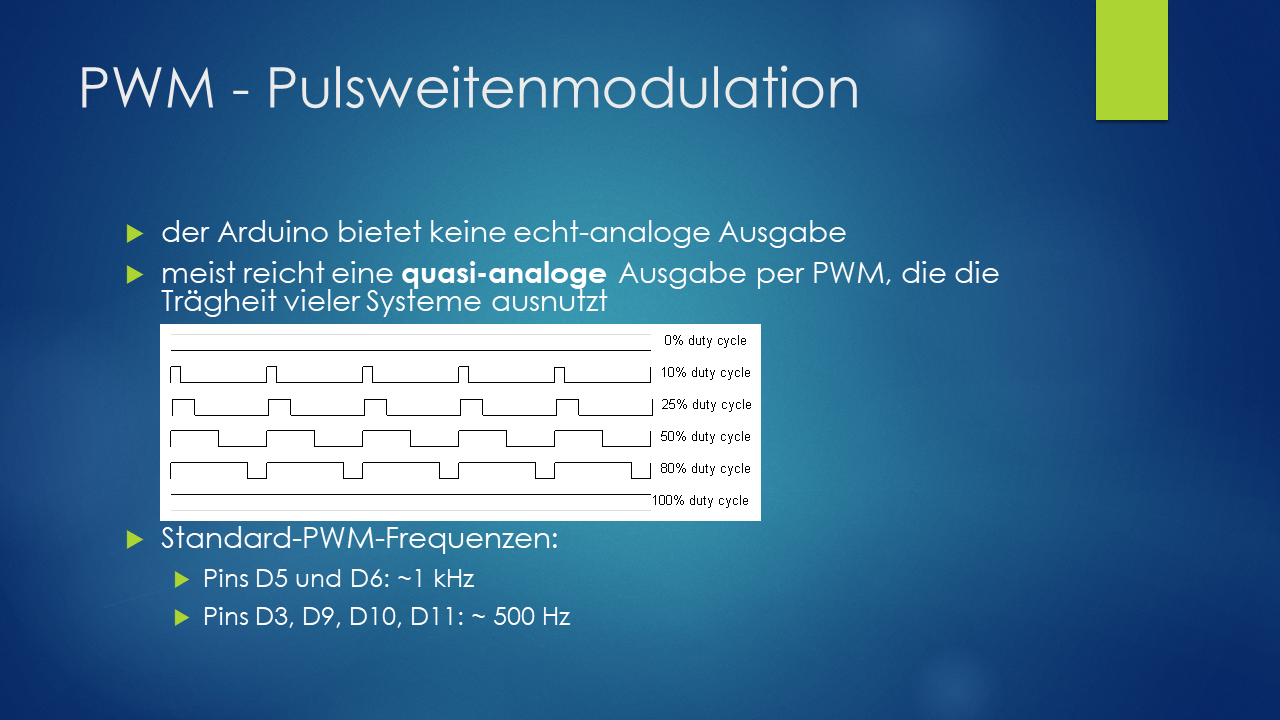 PWM - Pulsweitenmodulation
der Arduino bietet keine echt-analoge Ausgabe
meist reicht eine quasi-analoge Ausgabe per PWM, die die
Trägheit vieler Systeme ausnutzt
0% duty cycle
10% duty cycle
25% duty cycle
50% duty cycle
80% duty cycle
100% duty cycle
Standard-PWM-Frequenzen:
Pins D5 und D6: ~1 kHz
Pins D3, D9, D10, D11: ~ 500 Hz